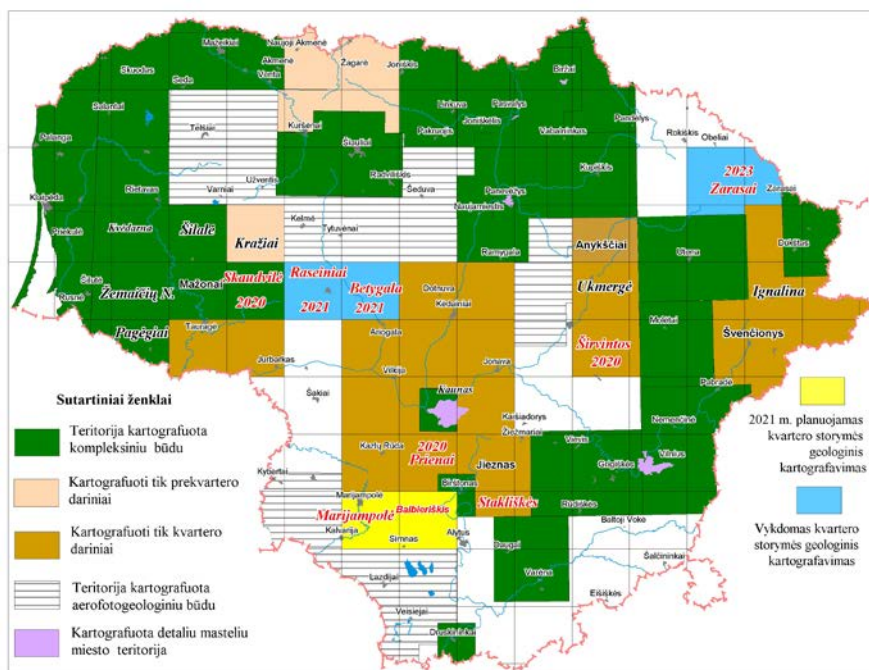 Mažeikiai
Naujoji Akmenė
Skuodas
Akmenė
Žagarė
Joniškis
Seda
Venta
Biržai
Salantai
Linkuva
Pasvalys
Joniškėlis
Pandėlys
Telšiai
Kuršėnai
Šiauliai
Pakruojis
Vabalninkas
Rokiškis
Obeliai
Palanga
Radviliškis
Kupiškis
2023
Zarasai
Užventis
Rietavas
Varniai
Šeduva
Panevėžys
Zarasai
Klaipėda
Naujamiestis
Kelmė
Tytuvėnai
Priekulė
Kvėdarna
Šilalė
Kražiai
Ramygala
Anykščiai
Utena
Dūkštas
Šilutė
Rusnė
Žemaičių N.
Mažonai
Skaudvilė
2020
Raseiniai
2021
Betygala
2021
Dotnuva
Kėdainiai
Ukmergė
Ignalina
Pagėgiai
Tauragė
Ariogala
Širvintos
2020
Molėtai
Švenčionys
Jurbarkas
Vilkija
Jonava
Šakiai
Kaunas
Pabradė
Kaišiadorys
Žiežmariai
Nemenčinė
Vievis
Kazlų Rūda
2020
Prienai
Jieznas
Grigiškės
Vilnius
Kybartai
Birštonas
Marijampolė
Marijampolė
Balbieriškis
Stakliškės
Rūdiškės
Kalvarija
Simnas
Alytus
Baltoji Vokė
Daugai
Šalčininkai
Lazdijai
Varėna
Eišiškės
Veisiejai
Druskininkai
Sutartiniai ženklai
Teritorija kartografuota
kompleksiniu būdu
Kartografuoti tik prekvartero
dariniai
Kartografuoti tik kvartero
dariniai
Teritorija kartografuota
aerofotogeologiniu būdu
Kartografuota detaliu masteliu
miesto teritorija
2021 m. planuojamas
kvartero storymės
geologinis
kartografavimas
Vykdomas kvartero
storymės geologinis
kartografavimas